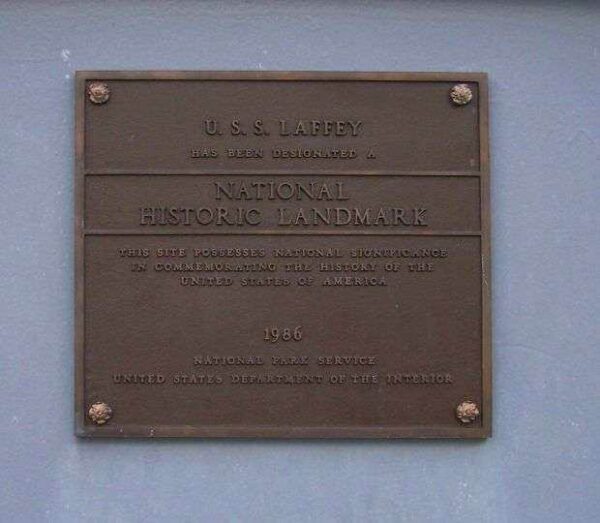 U. S. S. LAFFEY
HAS BEEN DESIGNATED A
NATIONAL
HISTORIC LANDMARK
THIS SITE POSSESSES NATIONAL SIGNIFICANCE
IN COMMEMORATING THE HISTORY OF THE
UNITED STATES OF AMERICA
1986
NATIONAL PARK SERVICE
UNITED STATES DEPARTMENT OF THE INTERIOR